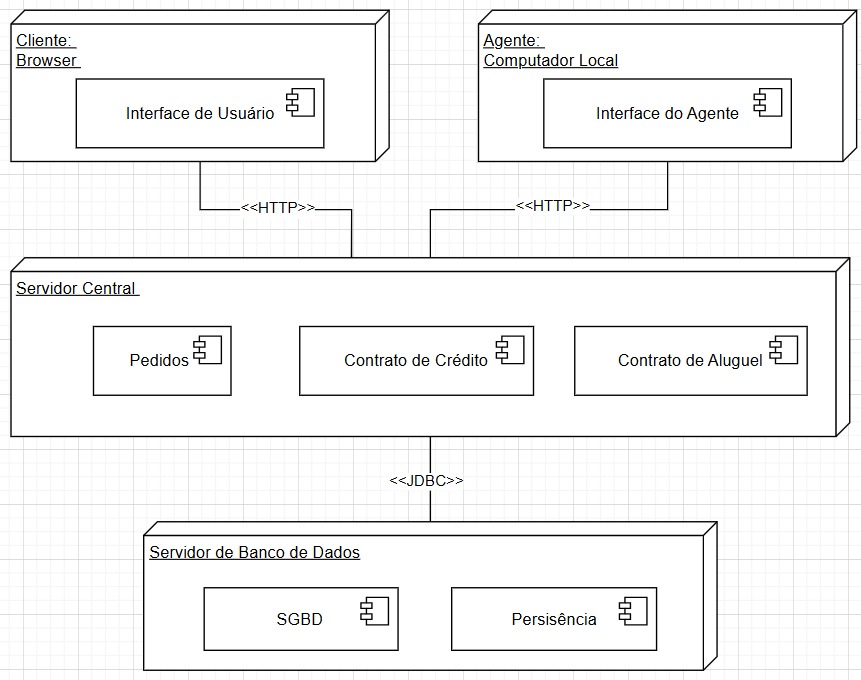 Cliente:
Browser
Interface de Usuário
Agente:
Computador Local
Interface do Agente
<<HTTP>>
<<HTTP>>
Servidor Central
Pedidos
Contrato de Crédito
Contrato de Aluguel
<<JDBC>>
Servidor de Banco de Dados
SGBD
Persisência